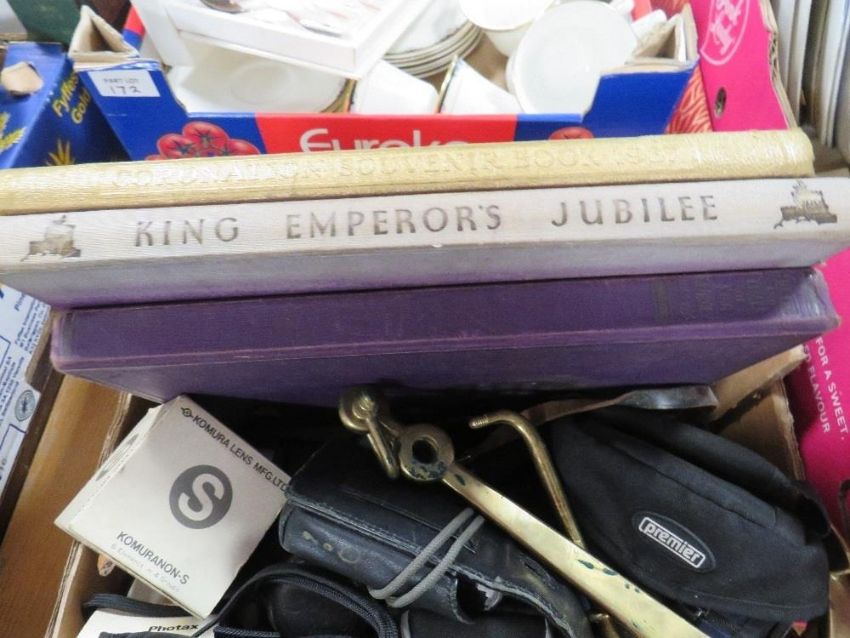 PART LOT
172
Fyffes
Gold
Eureka
CORONATION SOUVENIR BOOK 1937
KING EMPEROR'S JUBILEE
FOR A SWEET,
FLAVOUR
KOMURA LENS MFG.LTD
S
KOMURANON-S
premier
Photax